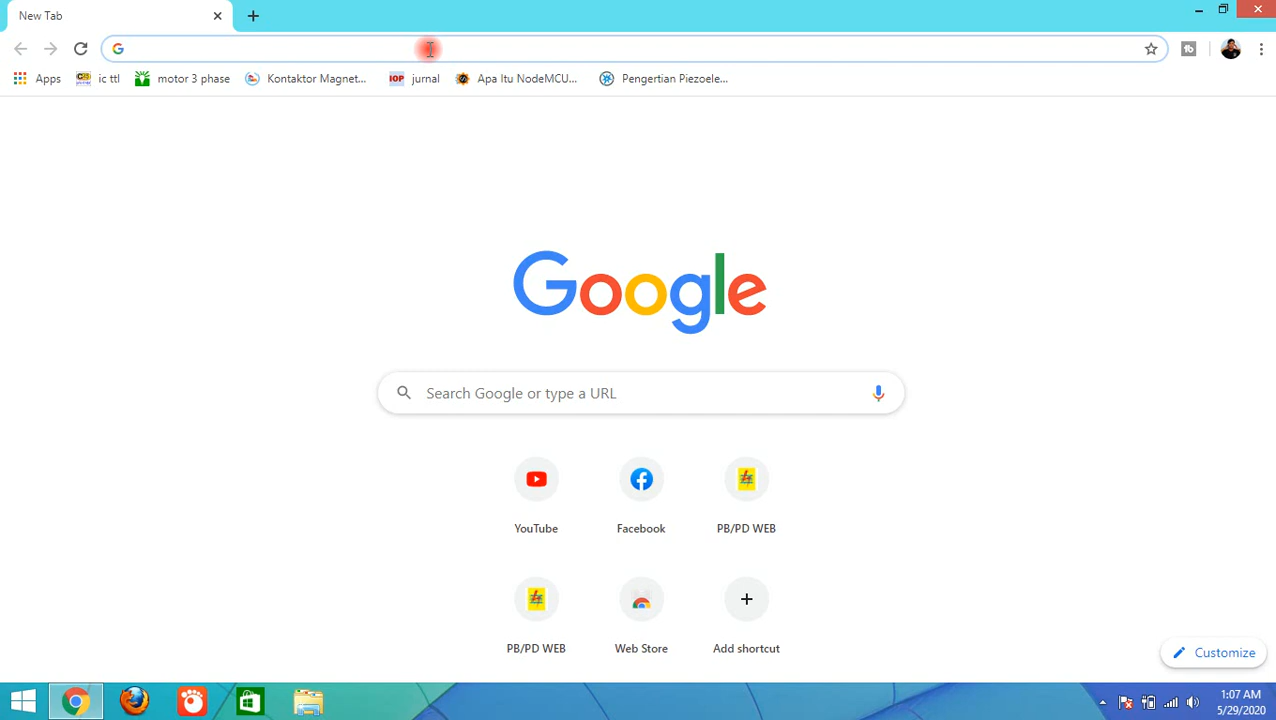 New Tab
Apps
ic ttl
motor 3 phase
Kontaktor Magnet...
IOP
jurnal
Apa Itu NodeMCU...
Pengertian Piezoele...
Google
Search Google or type a URL
YouTube
Facebook
PB/PD WEB
PB/PD WEB
Web Store
Add shortcut
Customize
1:07 AM
5/29/2020